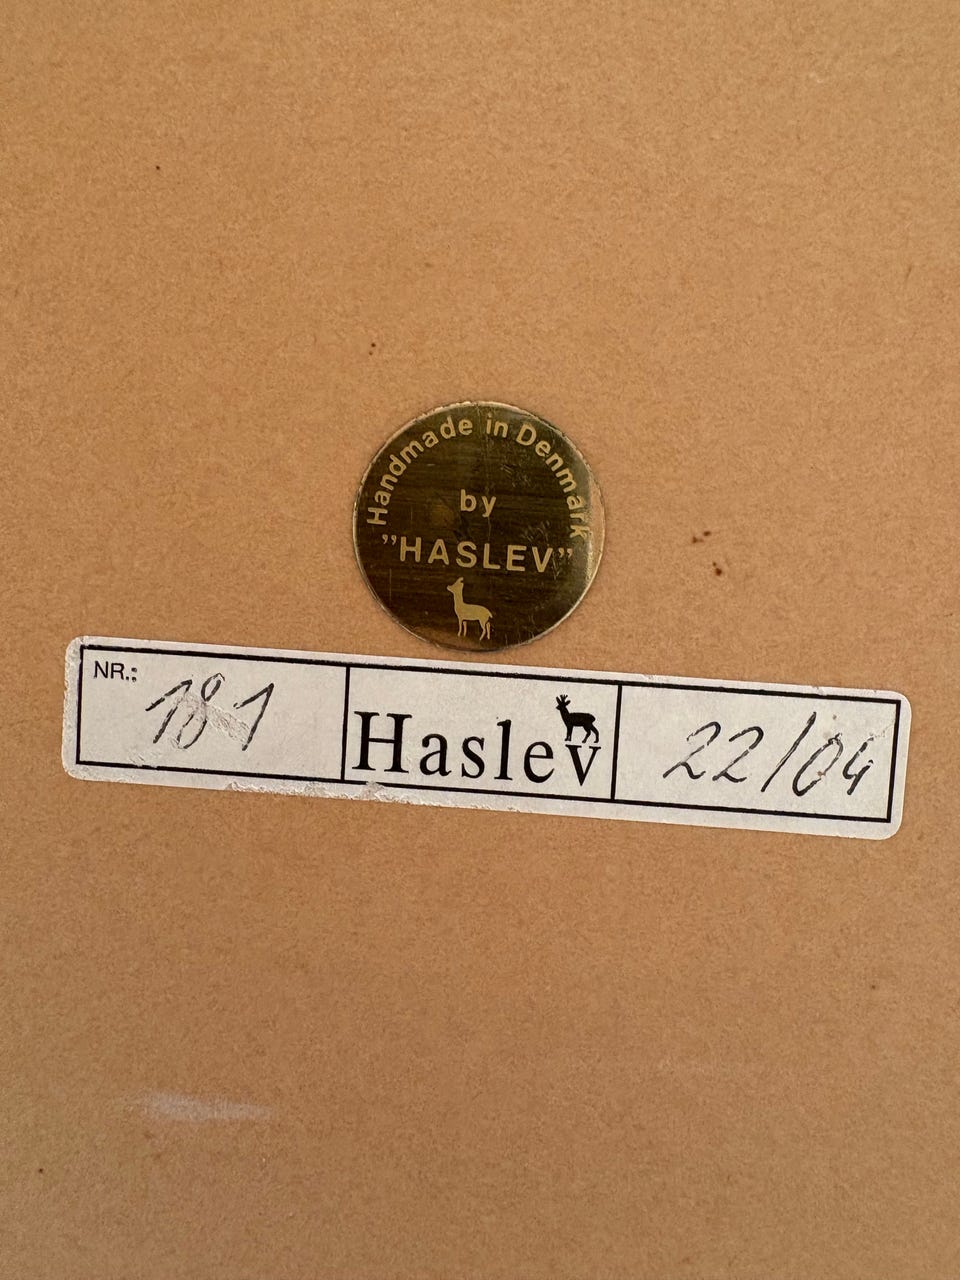 Handmade in Denmark
by
"HASLEV"
NR.: 181
Haslev
22/04